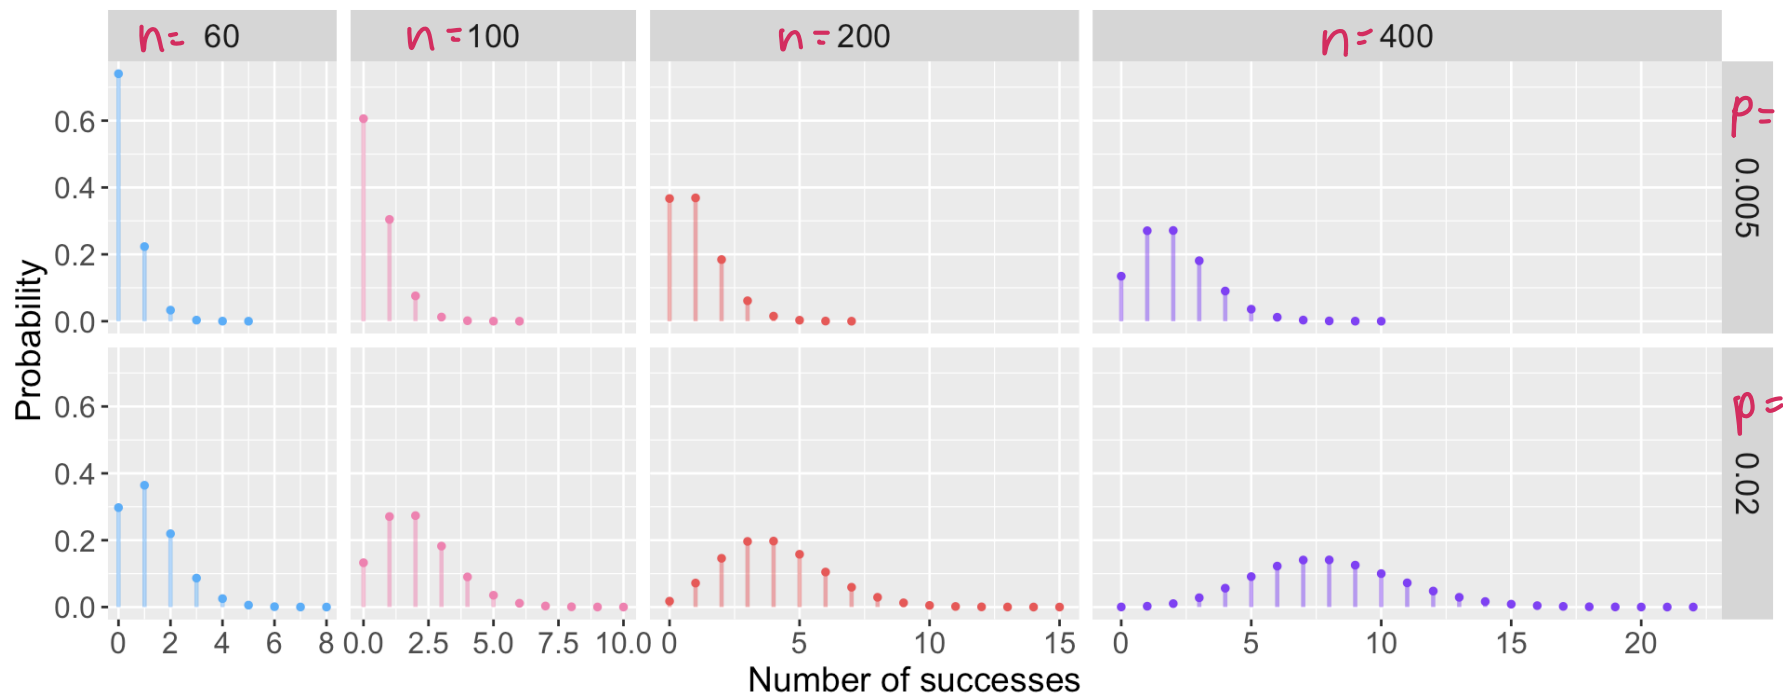 n= 60
n=100
n=200
n=400
p=
0.005
p=
0.02
Probability
0.6
0.4
0.2
0.0
0.6
0.4
0.2
0.0
0 2 4 6 8
0.0 2.5 5.0 7.5 10.0
0 5 10 15
0 5 10 15 20
Number of successes